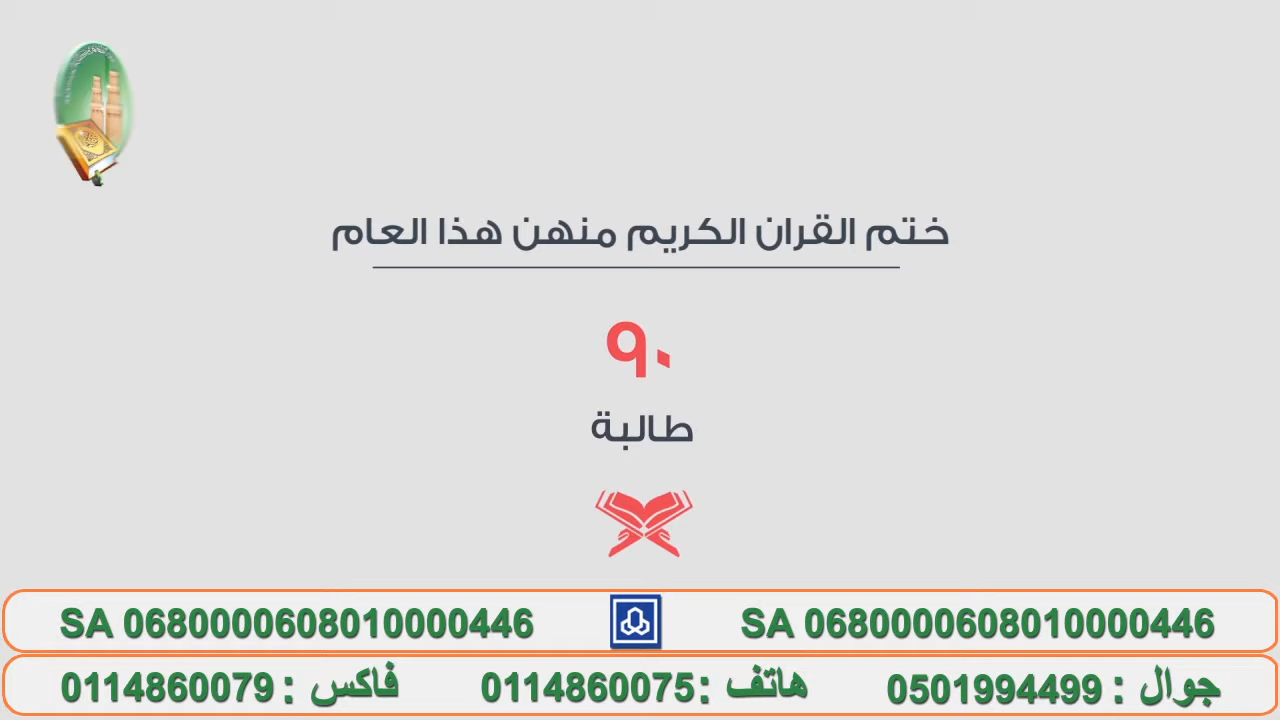 ختم القران الكريم منهن هذا العام
٩٠
طالبة
SA 0680000608010000446 SA 0680000608010000446
جوال : 0501994499 هاتف : 0114860075 فاكس : 0114860079